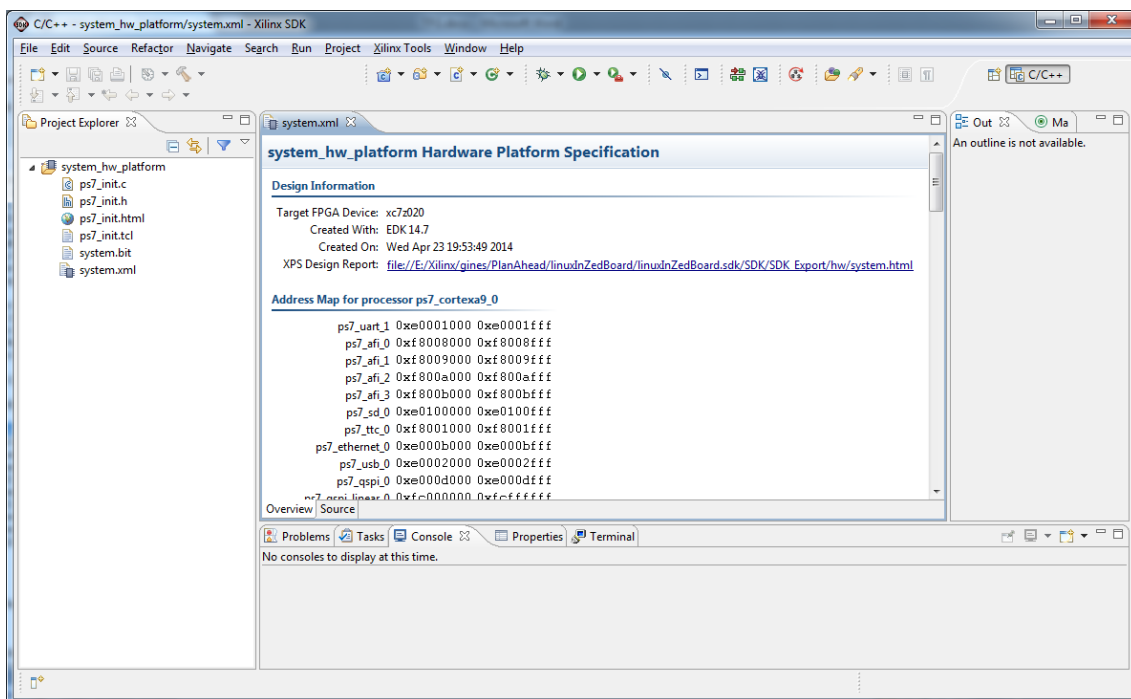 C/C++ - system_hw_platform/system.xml - Xilinx SDK
File Edit Source Refactor Navigate Search Run Project Xilinx Tools Window Help
C/C++
Project Explorer
system.xml
Out
Ma
system_hw_platform
ps7_init.c
ps7_init.h
ps7_init.html
ps7_init.tcl
system.bit
system.xml
system_hw_platform Hardware Platform Specification
Design Information
Target FPGA Device: xc7z020
Created With: EDK 14.7
Created On: Wed Apr 23 19:53:49 2014
XPS Design Report: file://E:/Xilinx/gines/PlanAhead/linuxInZedBoard/linuxInZedBoard.sdk/SDK/SDK_Export/hw/system.html
Address Map for processor ps7_cortexa9_0
ps7_uart_1 0xe0001000 0xe0001fff
ps7_afi_0 0xf8008000 0xf8008fff
ps7_afi_1 0xf8009000 0xf8009fff
ps7_afi_2 0xf800a000 0xf800afff
ps7_afi_3 0xf800b000 0xf800bfff
ps7_sd_0 0xe0100000 0xe0100fff
ps7_ttc_0 0xf8001000 0xf8001fff
ps7_ethernet_0 0xe000b000 0xe000bfff
ps7_usb_0 0xe0002000 0xe0002fff
ps7_qspi_0 0xe000d000 0xe000dfff
ps7_qspi_linear_0 0xfc000000 0xfcffffff
Overview Source
An outline is not available.
Problems Tasks Console Properties Terminal
No consoles to display at this time.